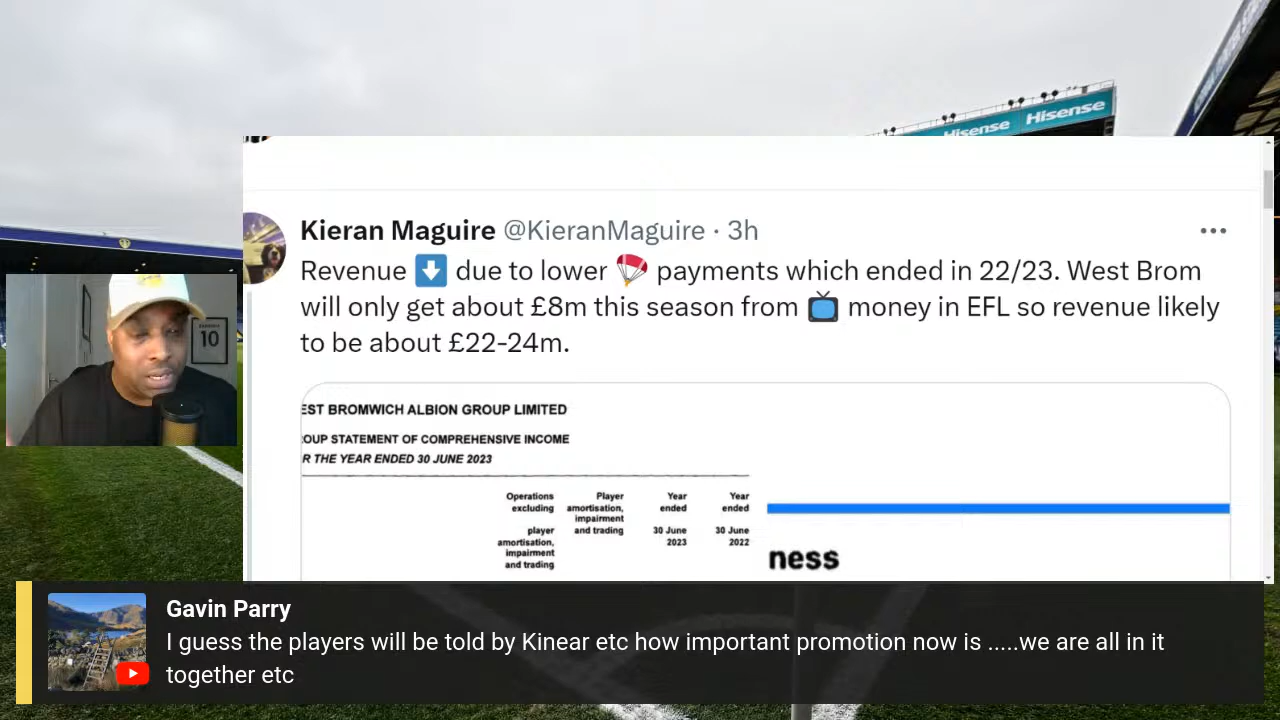 Hisense
Hisense
Kieran Maguire @KieranMaguire · 3h
Revenue ⬇️ due to lower 🪂 payments which ended in 22/23. West Brom
will only get about £8m this season from 📺 money in EFL so revenue likely
to be about £22-24m.
EST BROMWICH ALBION GROUP LIMITED
OUP STATEMENT OF COMPREHENSIVE INCOME
R THE YEAR ENDED 30 JUNE 2023
Operations Player Year Year
excluding amortisation, ended ended
impairment
player and trading 30 June 30 June
amortisation, 2023 2022
impairment
and trading
ness
10
Gavin Parry
I guess the players will be told by Kinear etc how important promotion now is .....we are all in it
together etc